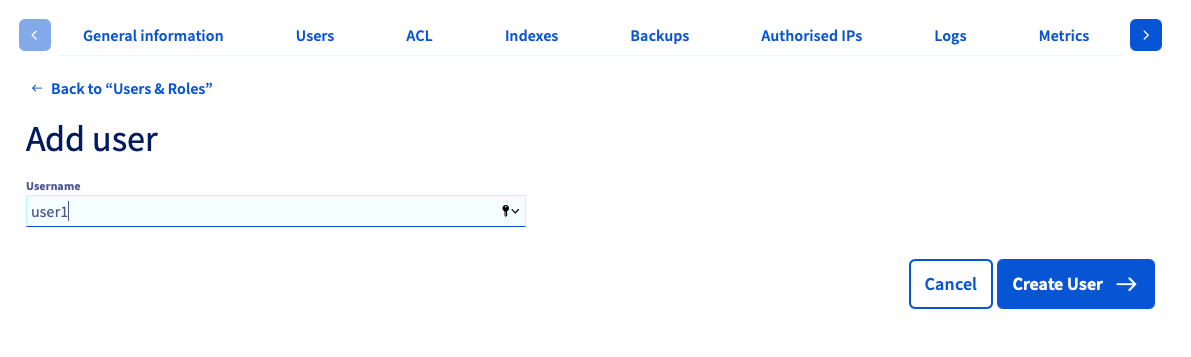 General information Users ACL Indexes Backups Authorised IPs Logs Metrics
Back to “Users & Roles”
Add user
Username
user1
Cancel Create User